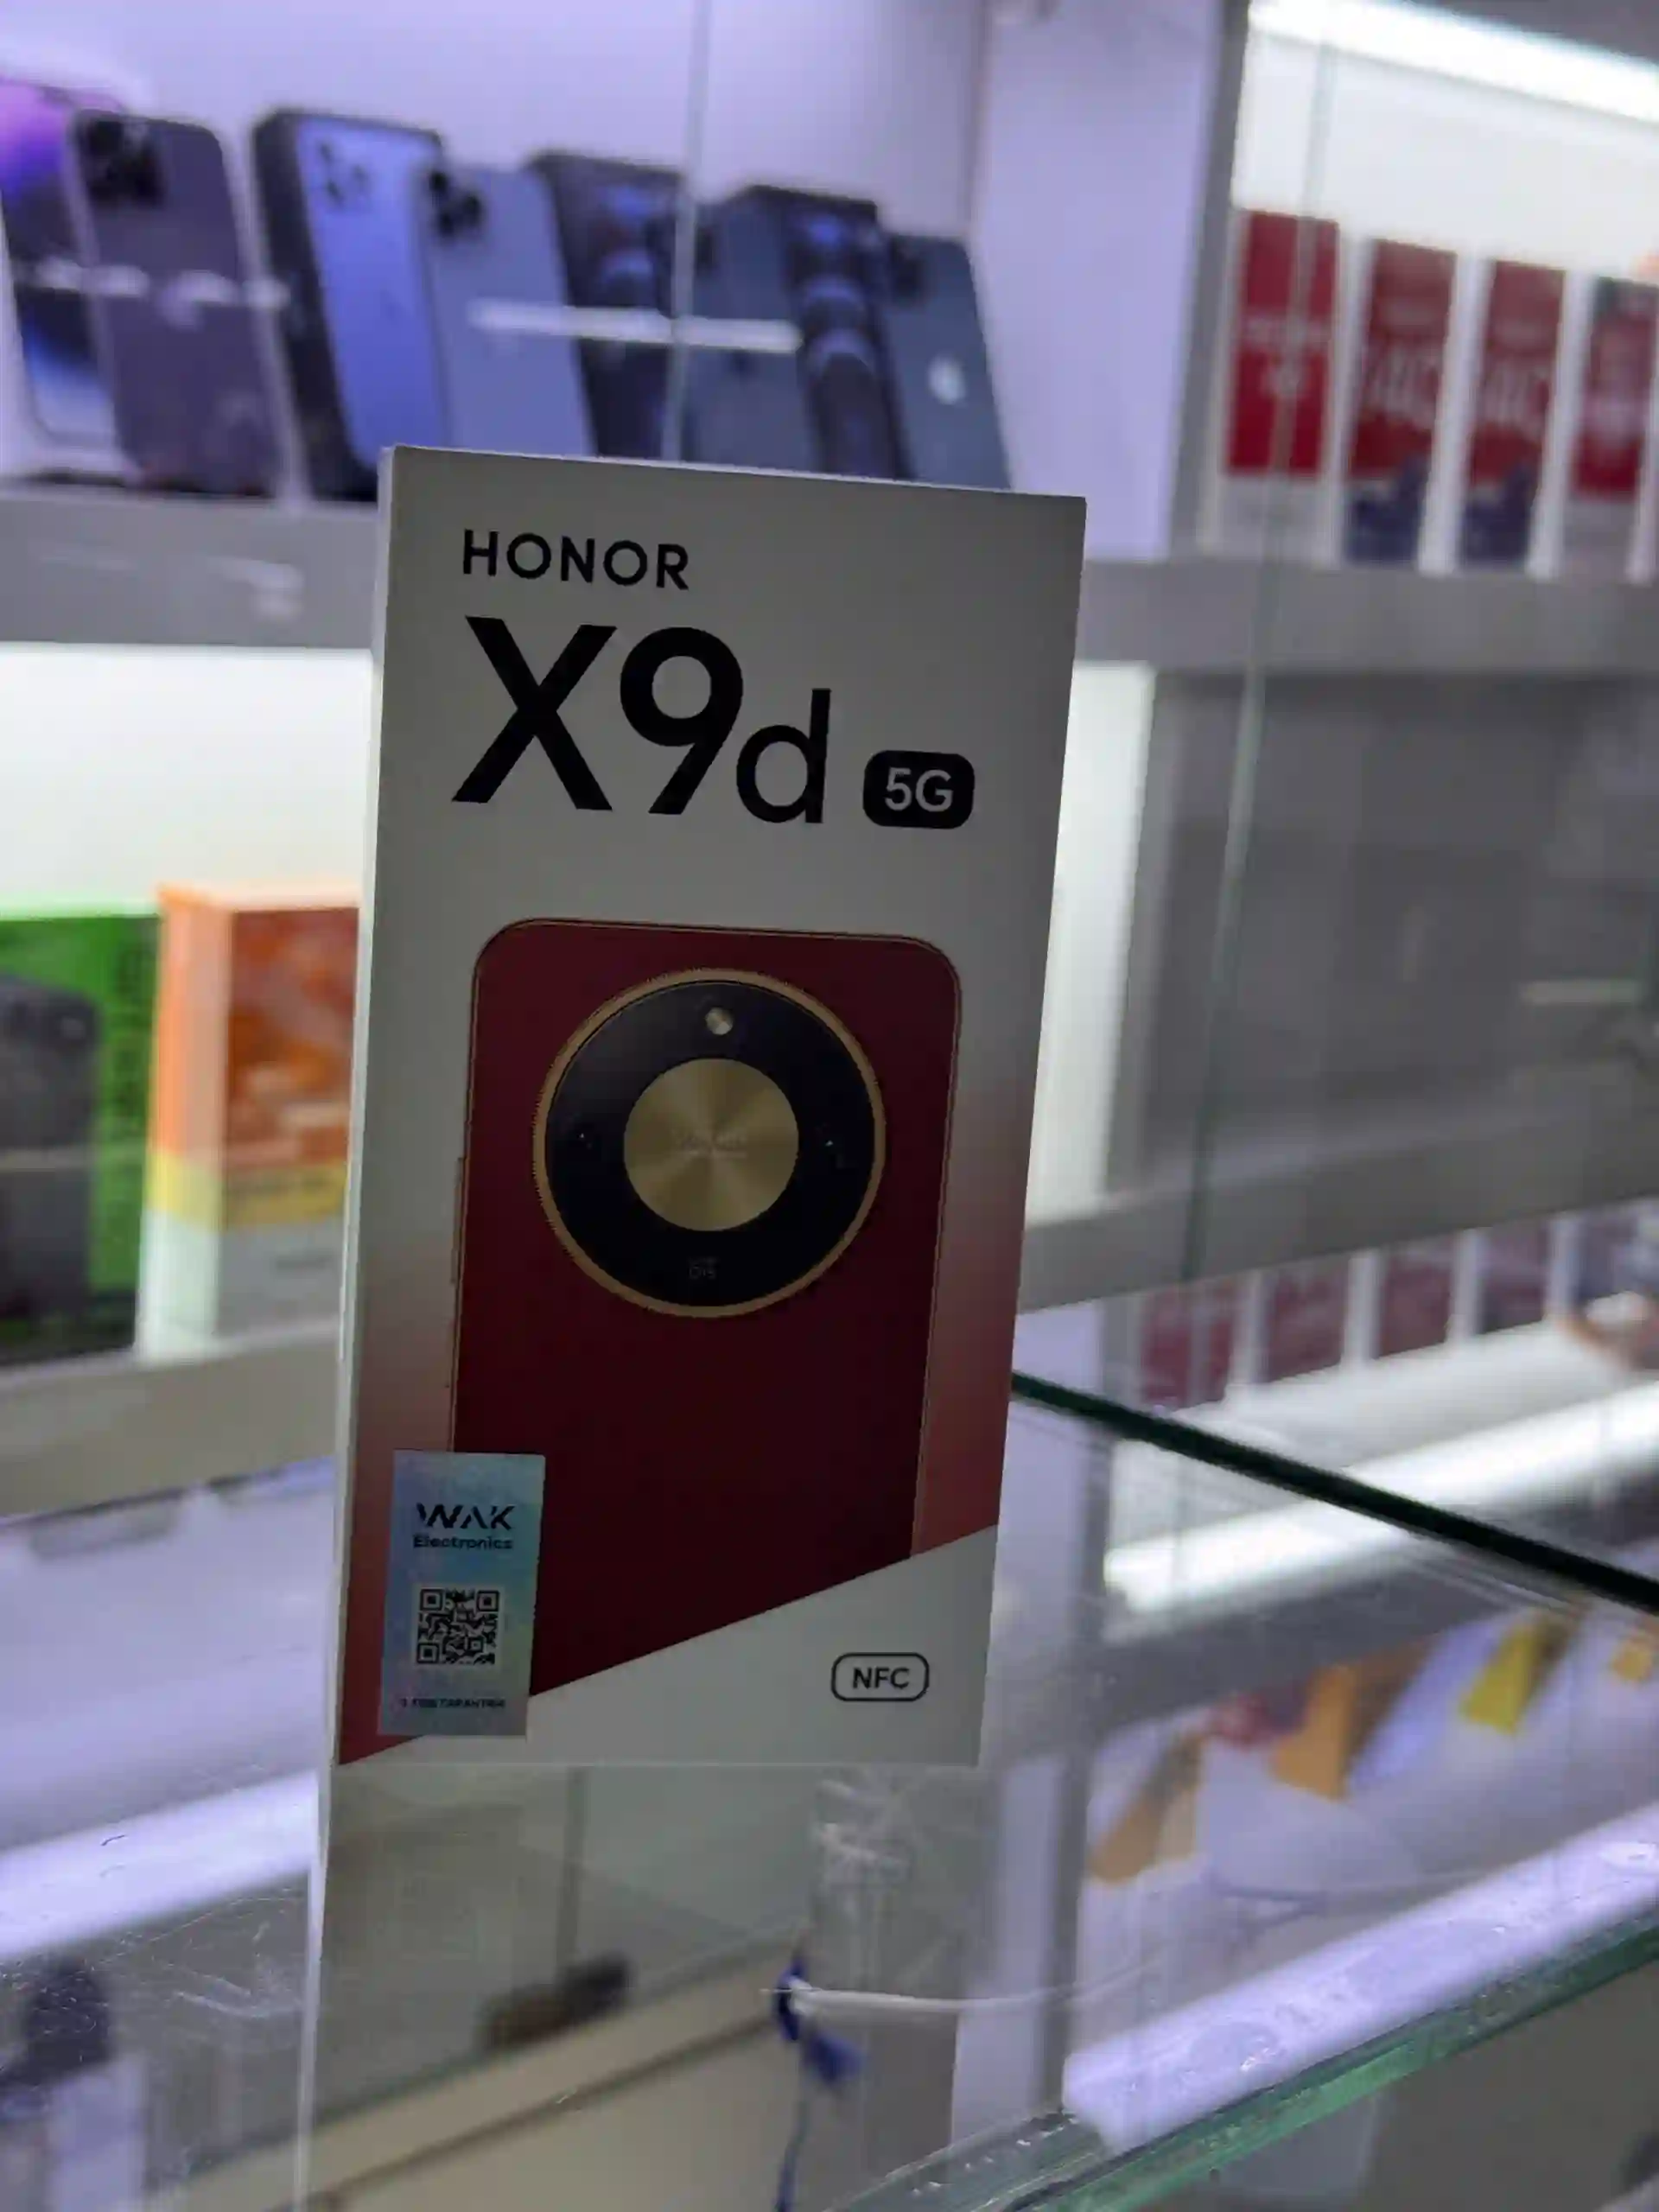 HONOR
X9d 5G
WAK
Electronics
NFC